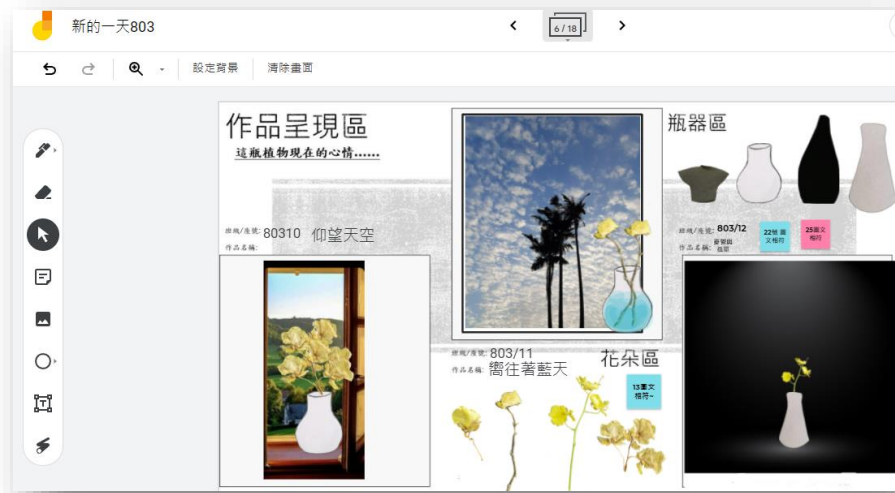 新的一天803
6 / 18
設定背景
清除畫面
作品呈現區
這瓶植物現在的心情......
班級/座號: 80310 仰望天空
作品名稱:
瓶器區
班級/座號: 803/12
作品名稱:
22號 圖
文相符
25圖文
相符
班級/座號: 803/11
作品名稱: 嚮往著藍天
花朵區
13圖文
相符~